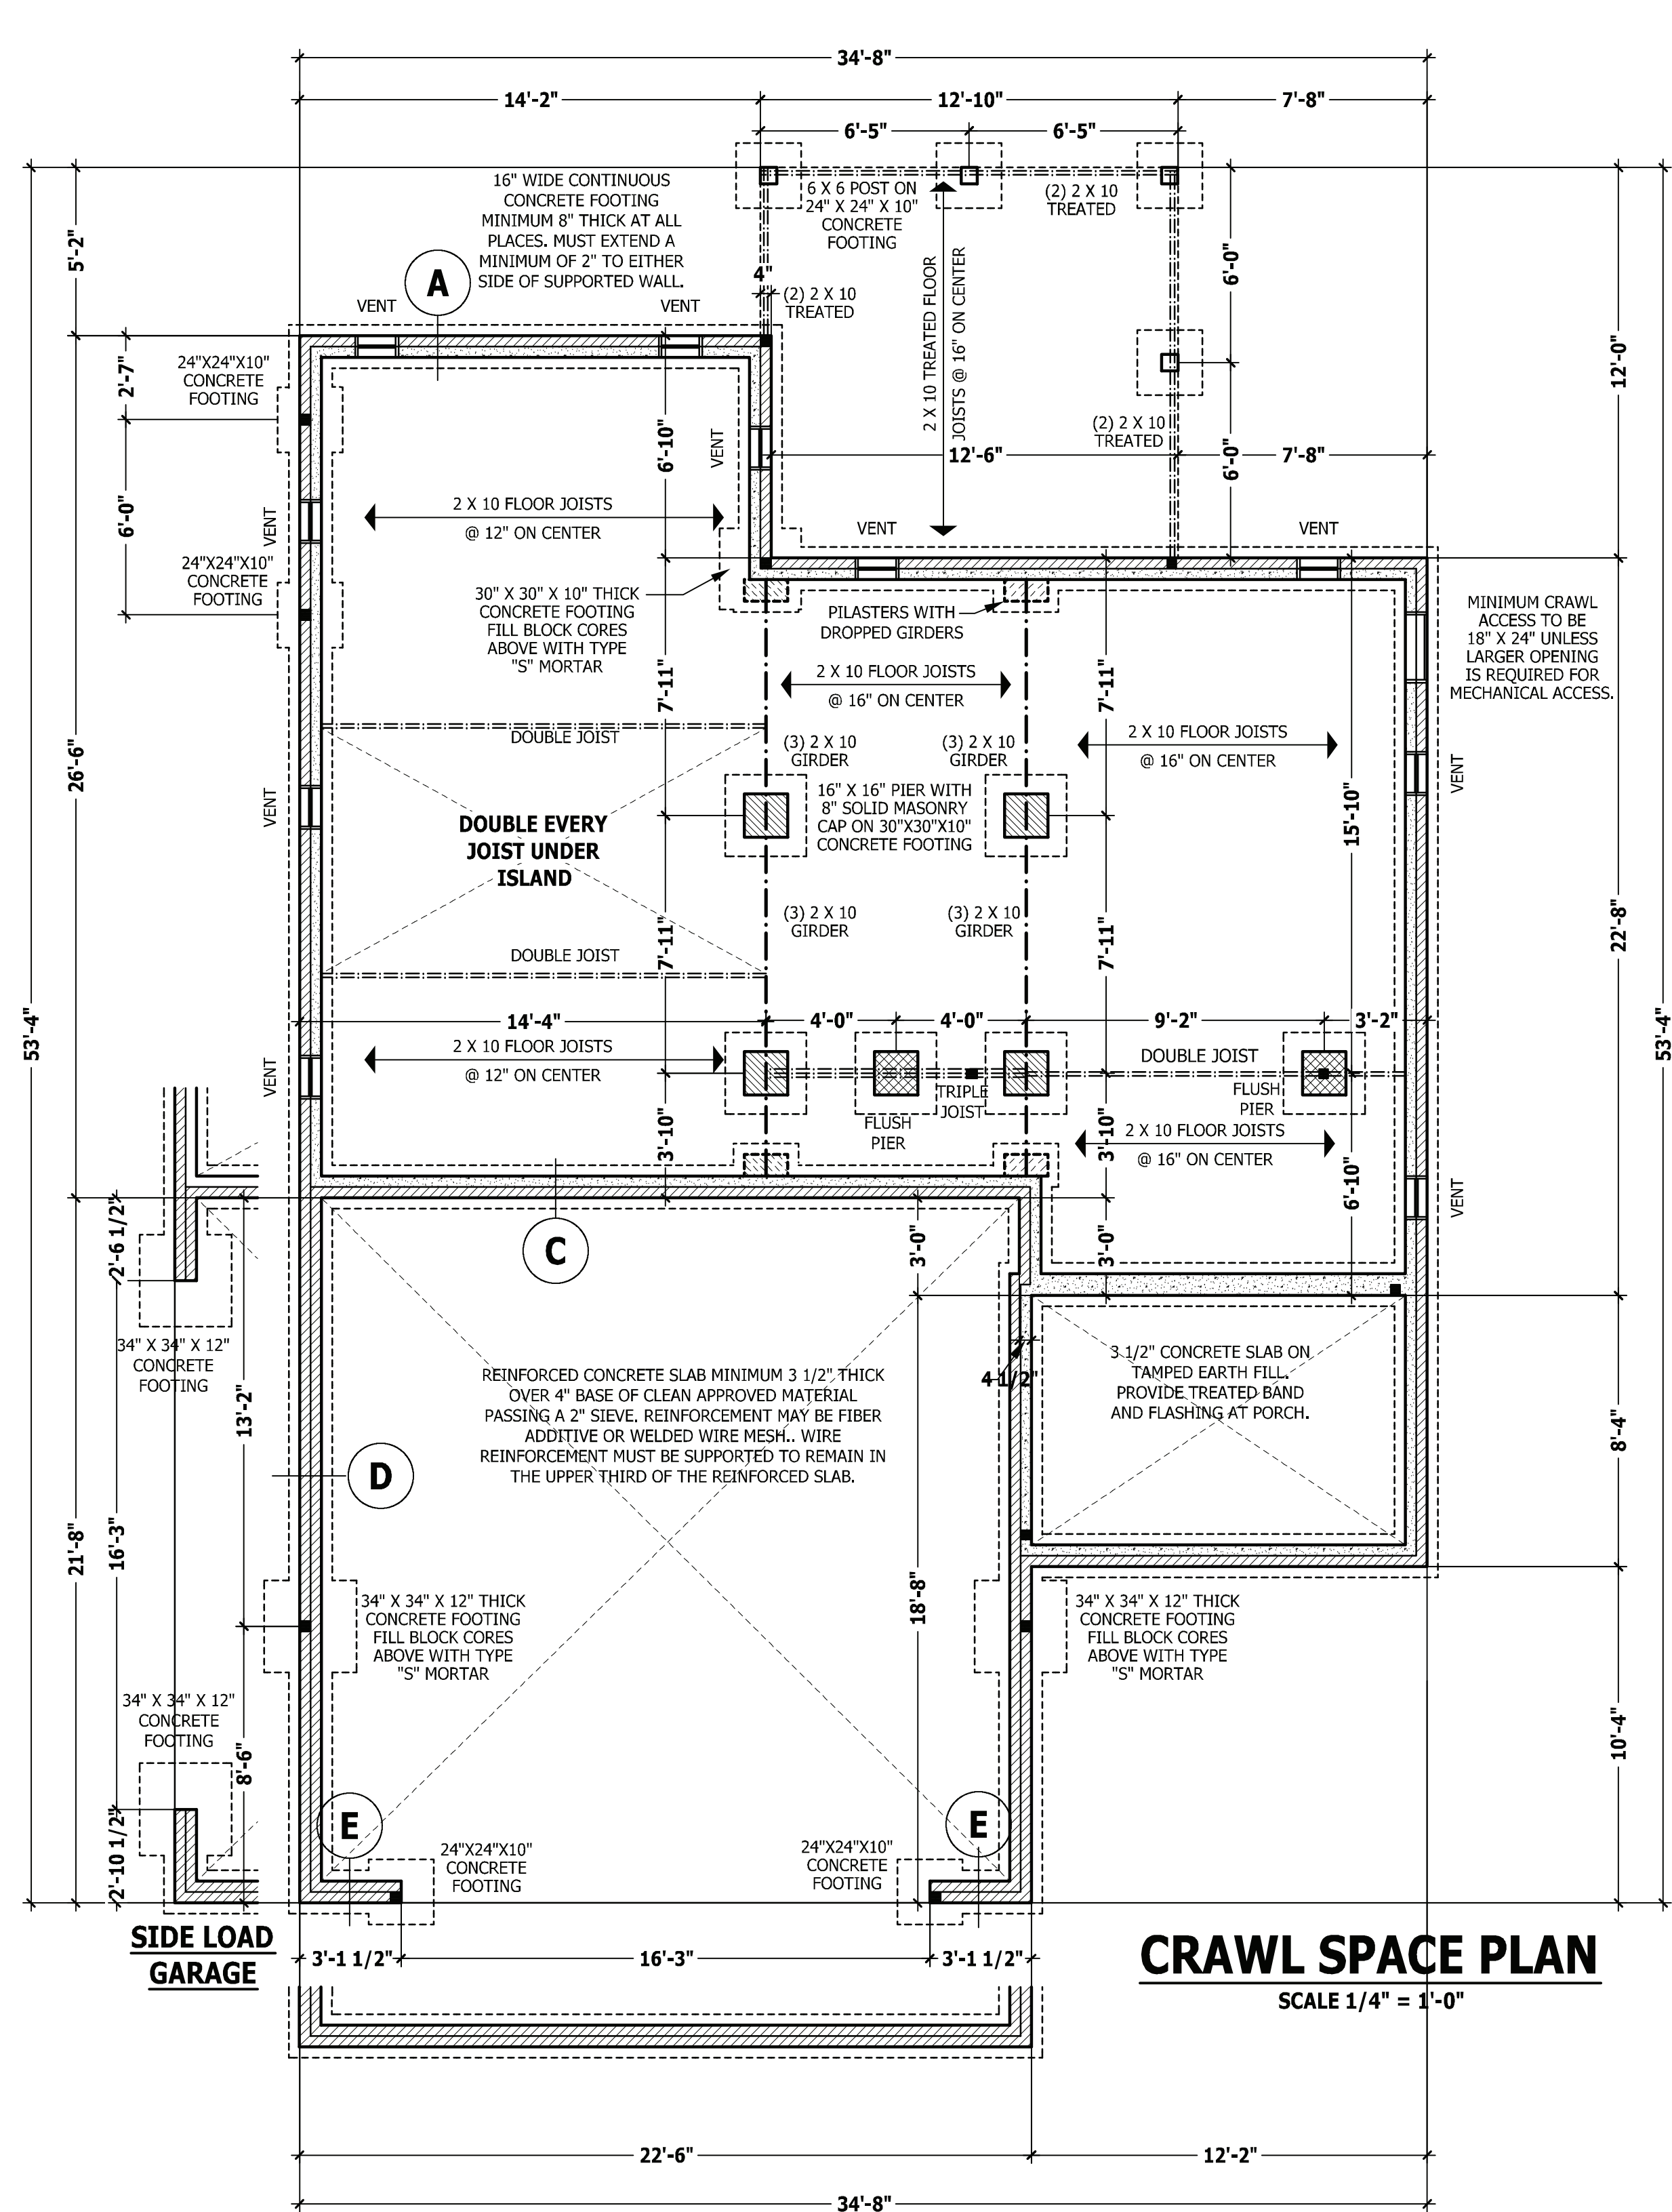 34'-8"
14'-2"
12'-10"
7'-8"
6'-5"
6'-5"
16" WIDE CONTINUOUS
CONCRETE FOOTING
MINIMUM 8" THICK AT ALL
PLACES. MUST EXTEND A
MINIMUM OF 2" TO EITHER
SIDE OF SUPPORTED WALL.
6 X 6 POST ON
24" X 24" X 10"
CONCRETE
FOOTING
(2) 2 X 10
TREATED
5'-2"
A
VENT
VENT
4"
(2) 2 X 10
TREATED
2 X 10 TREATED FLOOR
JOISTS @ 16" ON CENTER
6'-0"
12'-0"
24"X24"X10"
CONCRETE
FOOTING
2'-7"
6'-10"
VENT
(2) 2 X 10
TREATED
12'-6"
7'-8"
6'-0"
6'-0"
VENT
2 X 10 FLOOR JOISTS
@ 12" ON CENTER
VENT
VENT
24"X24"X10"
CONCRETE
FOOTING
30" X 30" X 10" THICK
CONCRETE FOOTING
FILL BLOCK CORES
ABOVE WITH TYPE
"S" MORTAR
PILASTERS WITH
DROPPED GIRDERS
MINIMUM CRAWL
ACCESS TO BE
18" X 24" UNLESS
LARGER OPENING
IS REQUIRED FOR
MECHANICAL ACCESS.
7'-11"
2 X 10 FLOOR JOISTS
@ 16" ON CENTER
7'-11"
26'-6"
DOUBLE JOIST
(3) 2 X 10
GIRDER
(3) 2 X 10
GIRDER
2 X 10 FLOOR JOISTS
@ 16" ON CENTER
VENT
VENT
DOUBLE EVERY
JOIST UNDER
ISLAND
16" X 16" PIER WITH
8" SOLID MASONRY
CAP ON 30"X30"X10"
CONCRETE FOOTING
15'-10"
22'-8"
7'-11"
(3) 2 X 10
GIRDER
(3) 2 X 10
GIRDER
7'-11"
DOUBLE JOIST
53'-4"
53'-4"
14'-4"
4'-0"
4'-0"
9'-2"
3'-2"
VENT
2 X 10 FLOOR JOISTS
@ 12" ON CENTER
DOUBLE JOIST
TRIPLE
JOIST
FLUSH
PIER
FLUSH
PIER
3'-10"
3'-10"
2 X 10 FLOOR JOISTS
@ 16" ON CENTER
6'-10"
VENT
2'-6 1/2"
C
3'-0"
3'-0"
34" X 34" X 12"
CONCRETE
FOOTING
13'-2"
4 1/2"
3 1/2" CONCRETE SLAB ON
TAMPED EARTH FILL.
PROVIDE TREATED BAND
AND FLASHING AT PORCH.
8'-4"
REINFORCED CONCRETE SLAB MINIMUM 3 1/2" THICK
OVER 4" BASE OF CLEAN APPROVED MATERIAL
PASSING A 2" SIEVE. REINFORCEMENT MAY BE FIBER
ADDITIVE OR WELDED WIRE MESH.. WIRE
REINFORCEMENT MUST BE SUPPORTED TO REMAIN IN
THE UPPER THIRD OF THE REINFORCED SLAB.
D
21'-8"
16'-3"
18'-8"
34" X 34" X 12" THICK
CONCRETE FOOTING
FILL BLOCK CORES
ABOVE WITH TYPE
"S" MORTAR
34" X 34" X 12" THICK
CONCRETE FOOTING
FILL BLOCK CORES
ABOVE WITH TYPE
"S" MORTAR
34" X 34" X 12"
CONCRETE
FOOTING
8'-6"
10'-4"
2'-10 1/2"
E
E
24"X24"X10"
CONCRETE
FOOTING
24"X24"X10"
CONCRETE
FOOTING
SIDE LOAD
GARAGE
3'-1 1/2"
16'-3"
3'-1 1/2"
CRAWL SPACE PLAN
SCALE 1/4" = 1'-0"
22'-6"
12'-2"
34'-8"